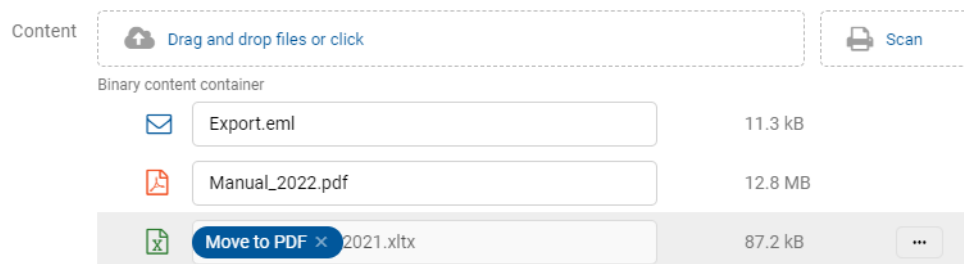 Content
Drag and drop files or click
Scan
Binary content container
Export.eml 11.3 kB
Manual_2022.pdf 12.8 MB
Move to PDF × 2021.xltx 87.2 kB ...